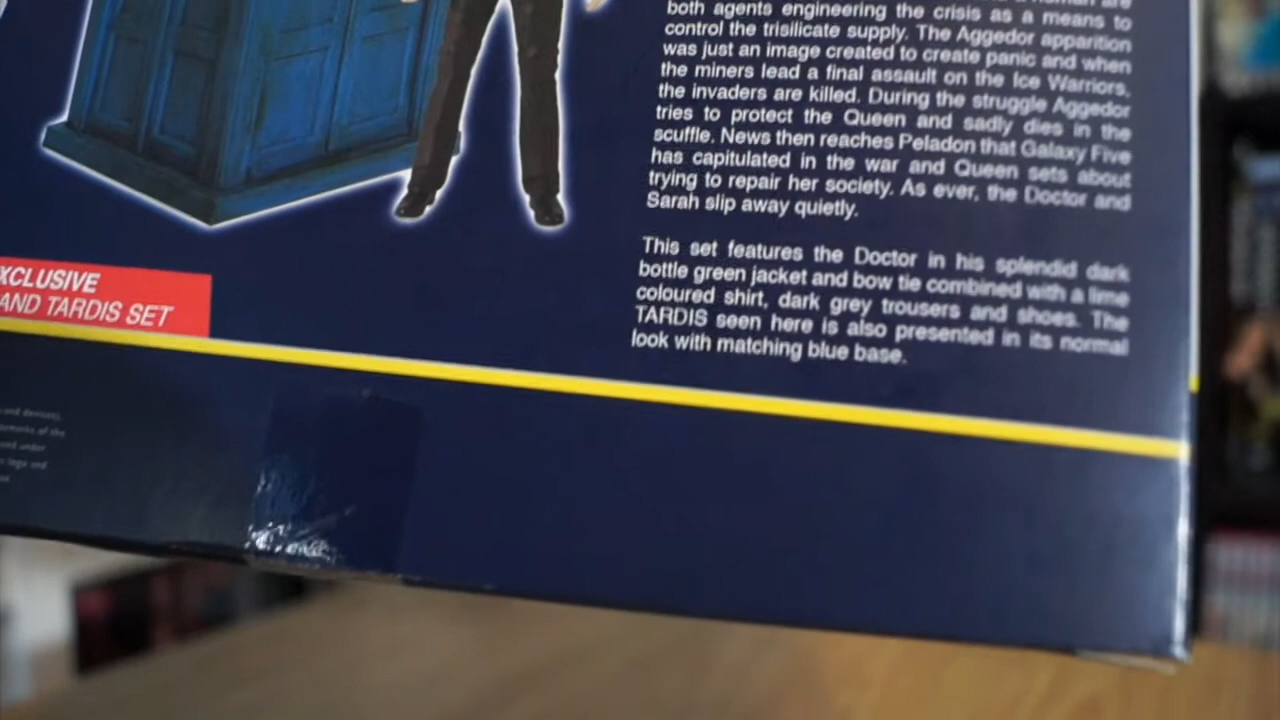 both agents engineering the crisis as a means to
control the trisilicate supply. The Aggedor apparition
was just an image created to create panic and when
the miners lead a final assault on the Ice Warriors,
the invaders are killed. During the struggle Aggedor
tries to protect the Queen and sadly dies in the
scuffle. News then reaches Peladon that Galaxy Five
has capitulated in the war and Queen sets about
trying to repair her society. As ever, the Doctor and
Sarah slip away quietly.
This set features the Doctor in his splendid dark
bottle green jacket and bow tie combined with a lime
coloured shirt, dark grey trousers and shoes. The
TARDIS seen here is also presented in its normal
look with matching blue base.
XCLUSIVE
AND TARDIS SET